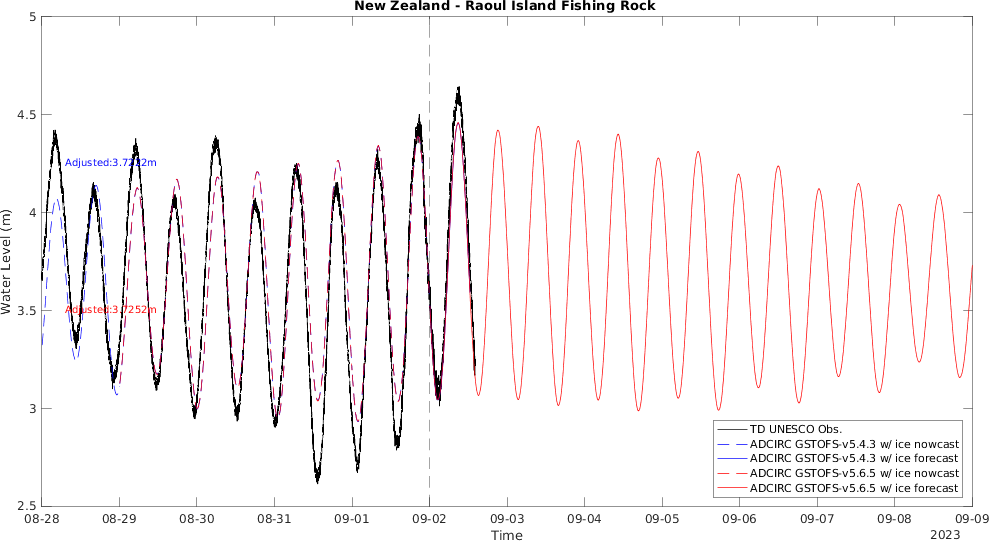 New Zealand - Raoul Island Fishing Rock
5
4.5
4
3.5
3
2.5
Water Level (m)
Adjusted:3.7222m
Adjusted:3.7252m
TD UNESCO Obs.
ADCIRC GSTOFS-v5.4.3 w/ ice nowcast
ADCIRC GSTOFS-v5.4.3 w/ ice forecast
ADCIRC GSTOFS-v5.6.5 w/ ice nowcast
ADCIRC GSTOFS-v5.6.5 w/ ice forecast
08-28 08-29 08-30 08-31 09-01 09-02 09-03 09-04 09-05 09-06 09-07 09-08 09-09
Time
2023